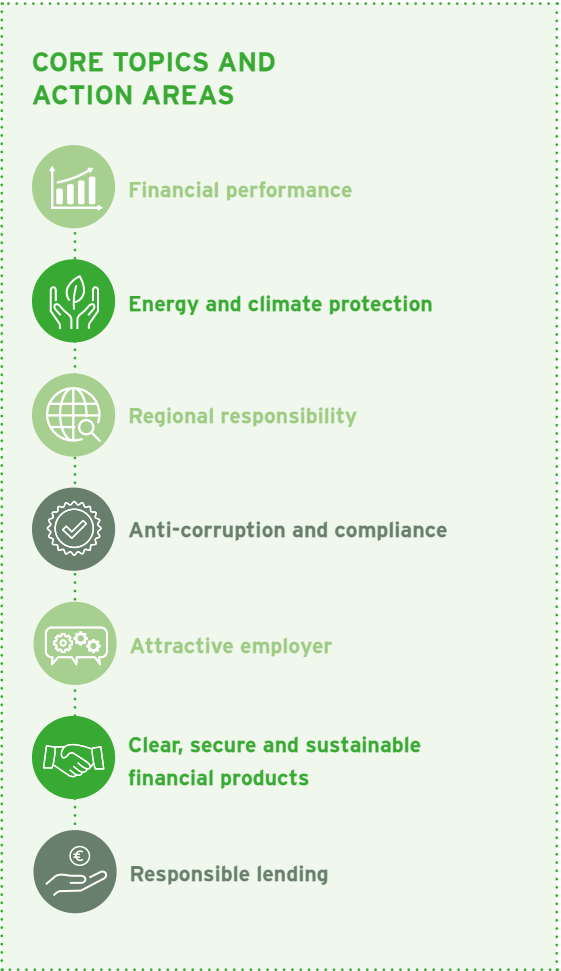 CORE TOPICS AND
ACTION AREAS
Financial performance
Energy and climate protection
Regional responsibility
Anti-corruption and compliance
Attractive employer
Clear, secure and sustainable
financial products
€
Responsible lending